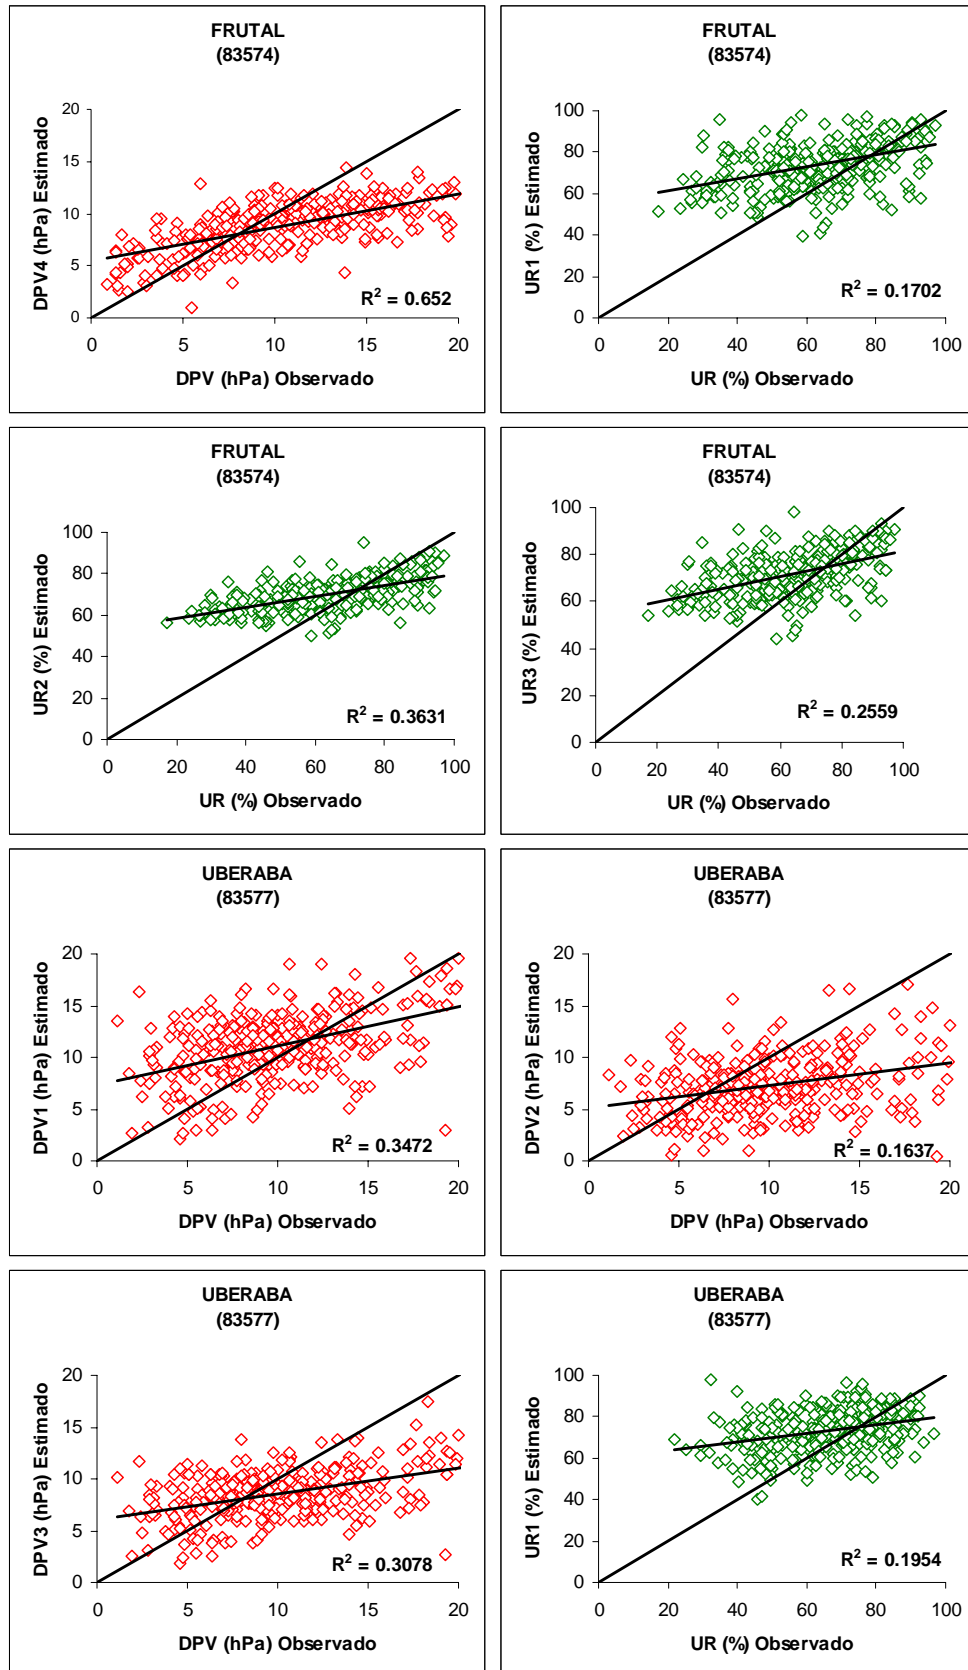 FRUTAL
(83574)
20
15
10
5
0
0 5 10 15 20
DPV4 (hPa) Estimado
R² = 0.652
DPV (hPa) Observado
FRUTAL
(83574)
100
80
60
40
20
0
0 20 40 60 80 100
UR1 (%) Estimado
R² = 0.1702
UR (%) Observado
FRUTAL
(83574)
100
80
60
40
20
0
0 20 40 60 80 100
UR2 (%) Estimado
R² = 0.3631
UR (%) Observado
FRUTAL
(83574)
100
80
60
40
20
0
0 20 40 60 80 100
UR3 (%) Estimado
R² = 0.2559
UR (%) Observado
UBERABA
(83577)
20
15
10
5
0
0 5 10 15 20
DPV1 (hPa) Estimado
R² = 0.3472
DPV (hPa) Observado
UBERABA
(83577)
20
15
10
5
0
0 5 10 15 20
DPV2 (hPa) Estimado
R² = 0.1637
DPV (hPa) Observado
UBERABA
(83577)
20
15
10
5
0
0 5 10 15 20
DPV3 (hPa) Estimado
R² = 0.3078
DPV (hPa) Observado
UBERABA
(83577)
100
80
60
40
20
0
0 20 40 60 80 100
UR1 (%) Estimado
R² = 0.1954
UR (%) Observado